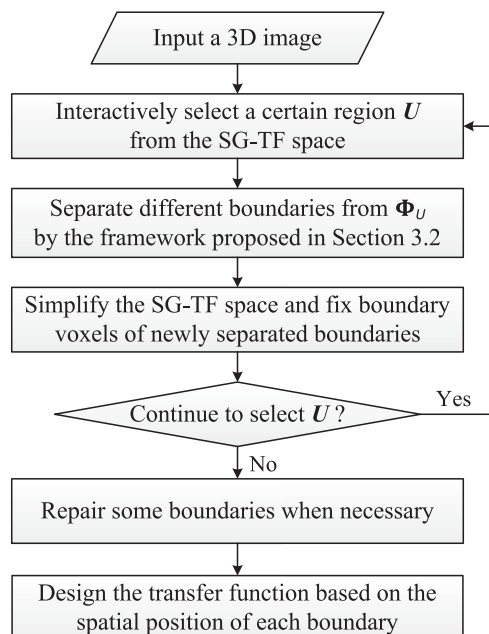 Input a 3D image
Interactively select a certain region U
from the SG-TF space
Separate different boundaries from Φ_U
by the framework proposed in Section 3.2
Simplify the SG-TF space and fix boundary
voxels of newly separated boundaries
Continue to select U ?
Yes
No
Repair some boundaries when necessary
Design the transfer function based on the
spatial position of each boundary